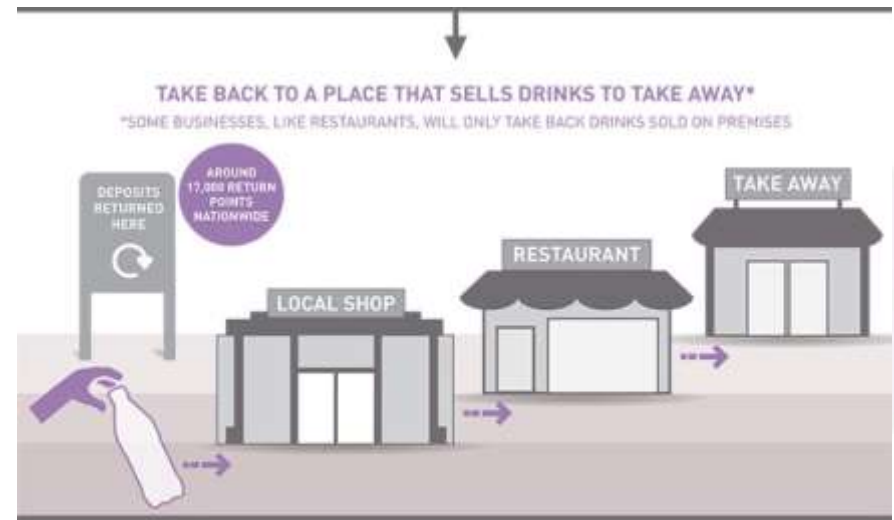 TAKE BACK TO A PLACE THAT SELLS DRINKS TO TAKE AWAY*
*SOME BUSINESSES, LIKE RESTAURANTS, WILL ONLY TAKE BACK DRINKS SOLD ON PREMISES
DEPOSITS
RETURNED
HERE
AROUND
17,000 RETURN
POINTS
NATIONWIDE
LOCAL SHOP
RESTAURANT
TAKE AWAY